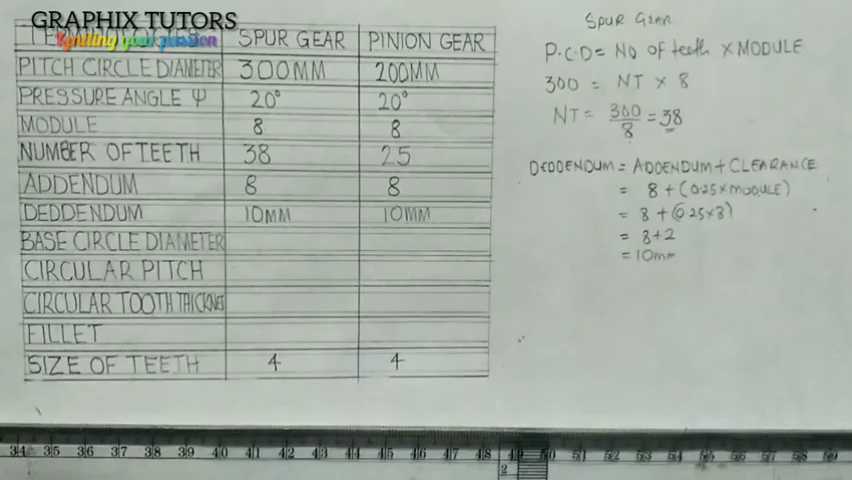 GRAPHIX TUTORS
Igniting your passion
SPUR GEAR PINION GEAR
PITCH CIRCLE DIAMETER 300MM 200MM
PRESSURE ANGLE Ψ 20° 20°
MODULE 8 8
NUMBER OF TEETH 38 25
ADDENDUM 8 8
DEDDENDUM 10MM 10MM
BASE CIRCLE DIAMETER
CIRCULAR PITCH
CIRCULAR TOOTH THICKNES
FILLET
SIZE OF TEETH 4 4
SPUR GEAR
P.C.D = NO OF teeth × MODULE
300 = NT × 8
NT = 300/8 = 38
DEDDENDUM = ADDENDUM + CLEARANCE
= 8 + (0.25 × MODULE)
= 8 + (0.25 × 8)
= 8 + 2
= 10mm
34 35 36 37 38 39 40 41 42 43 44 45 46 47 48 49 50 51 52 53 54 55 56 57 58 59
2